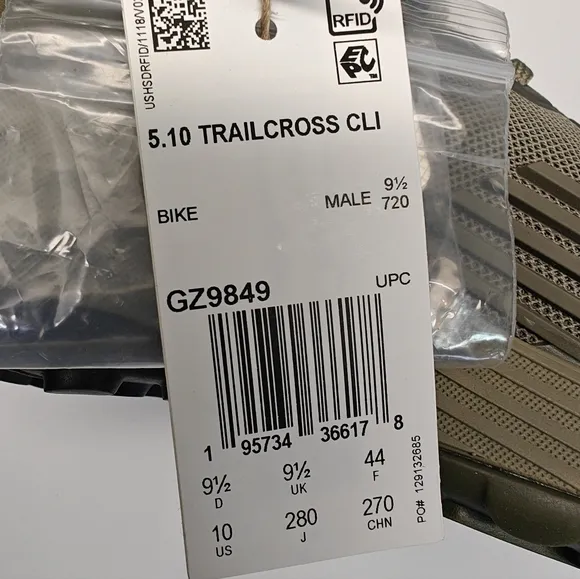 USHSDRFID/1118/V0
RFID
EPC™
5.10 TRAILCROSS CLI
BIKE
MALE 9½
720
GZ9849
UPC
1 95734 36617 8
9½ 9½ 44
D UK F
10 280 270
US J CHN
PO# 129132685